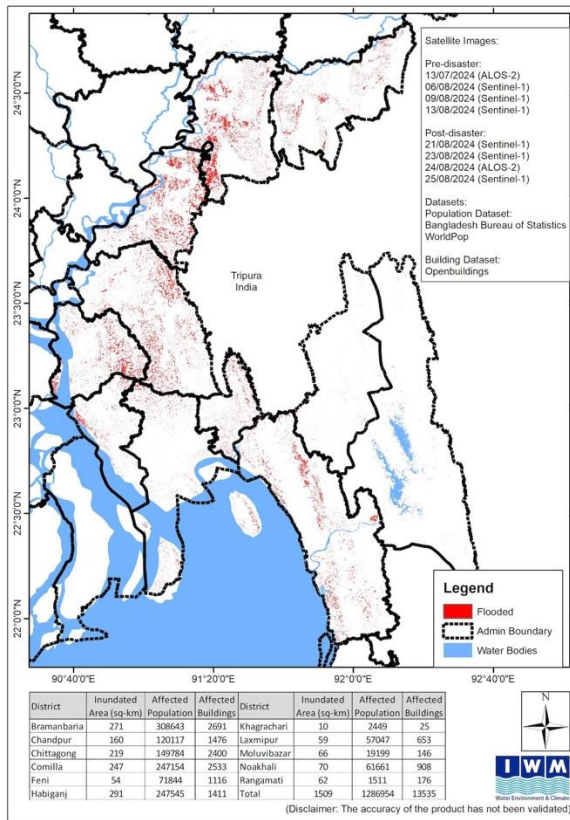 Satellite Images:
Pre-disaster:
13/07/2024 (ALOS-2)
06/08/2024 (Sentinel-1)
09/08/2024 (Sentinel-1)
13/08/2024 (Sentinel-1)
Post-disaster:
21/08/2024 (Sentinel-1)
23/08/2024 (Sentinel-1)
24/08/2024 (ALOS-2)
25/08/2024 (Sentinel-1)
Datasets:
Population Dataset:
Bangladesh Bureau of Statistics
WorldPop
Building Dataset:
Openbuildings
24°30'0"N
24°0'0"N
23°30'0"N
23°0'0"N
22°30'0"N
22°0'0"N
Tripura
India
Legend
Flooded
Admin Boundary
Water Bodies
90°40'0"E 91°20'0"E 92°0'0"E 92°40'0"E
District Inundated Area (sq-km) Affected Population Affected Buildings District Inundated Area (sq-km) Affected Population Affected Buildings
Bramanbaria 271 308643 2691 Khagrachari 10 2449 25
Chandpur 160 120117 1476 Laxmipur 59 57047 653
Chittagong 219 149784 2400 Moluvibazar 66 19199 146
Comilla 247 247154 2533 Noakhali 70 61661 908
Feni 54 71844 1116 Rangamati 62 1511 176
Habiganj 291 247545 1411 Total 1509 1286954 13535
N
IWM
Water Environment & Climate
(Disclaimer: The accuracy of the product has not been validated)